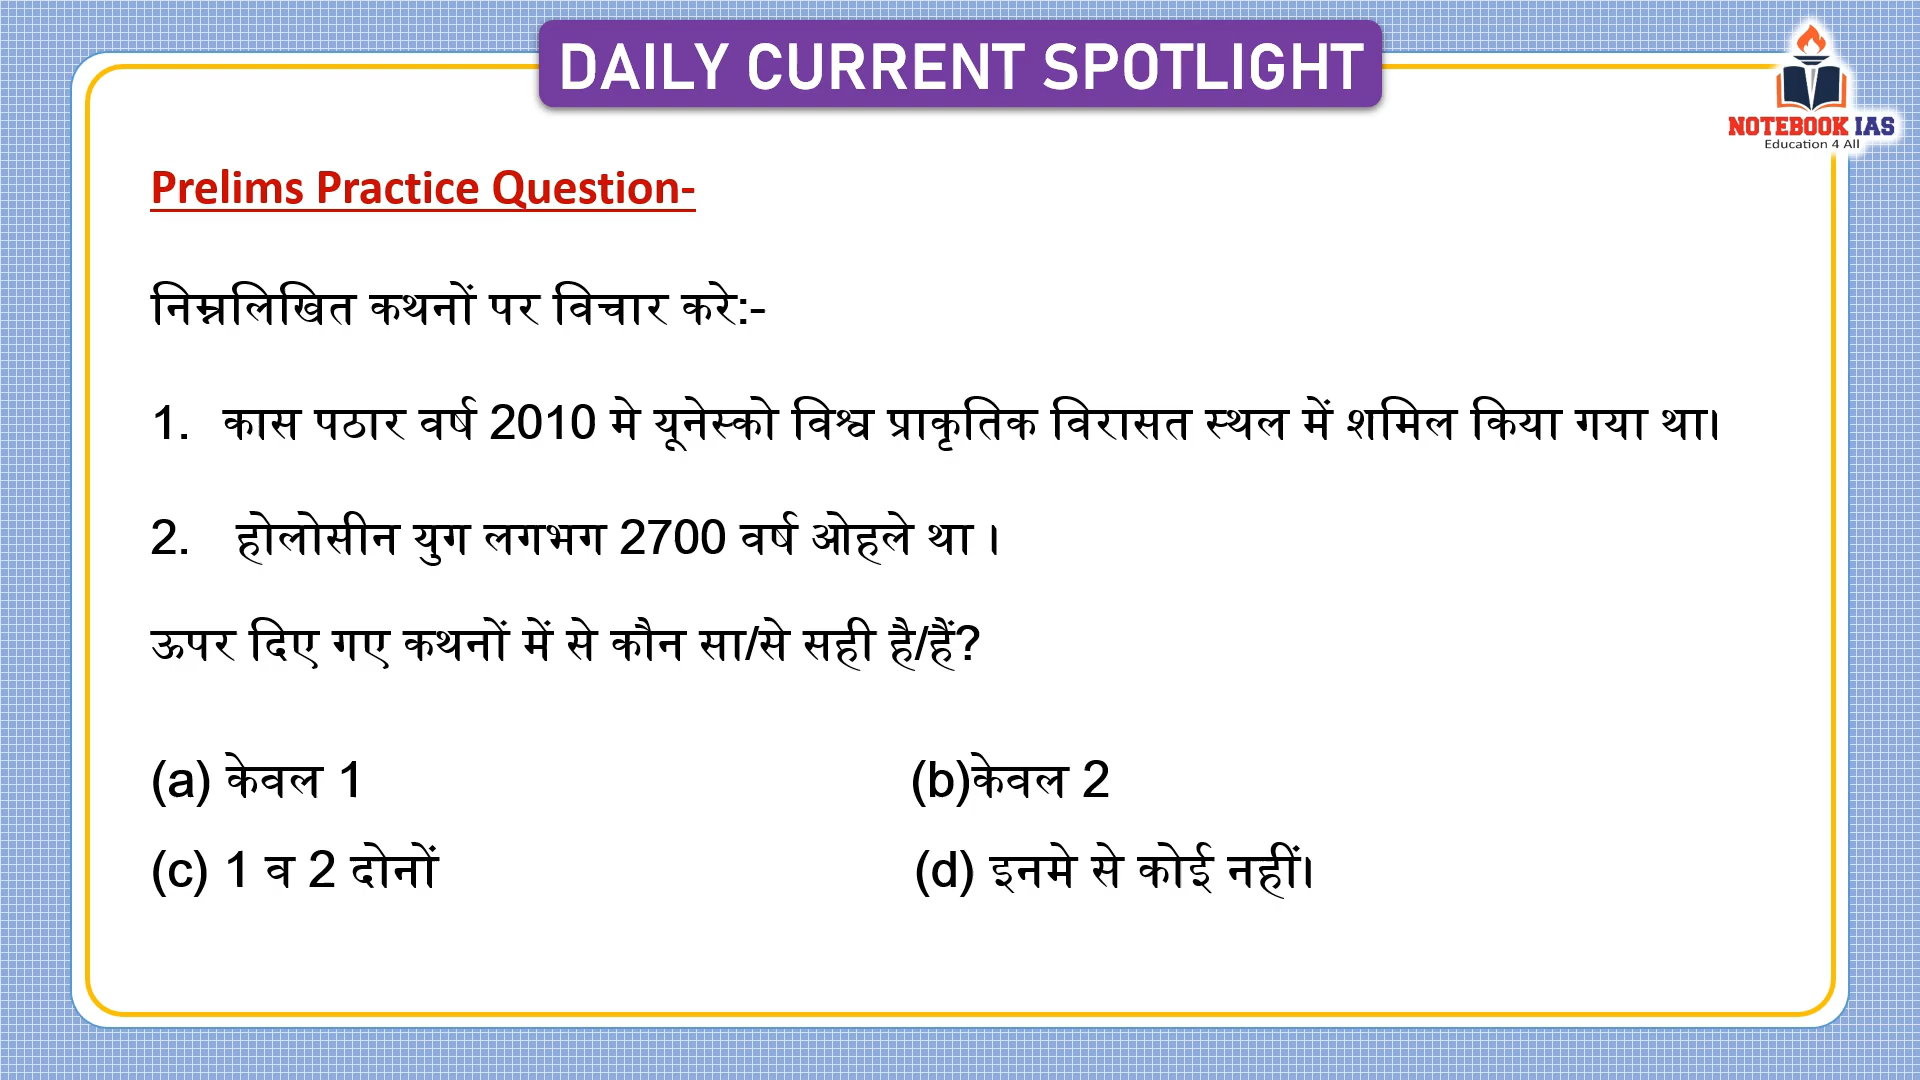 DAILY CURRENT SPOTLIGHT
NOTEBOOK IAS
Education 4 All
Prelims Practice Question-
निम्नलिखित कथनों पर विचार करे:-
1. कास पठार वर्ष 2010 मे यूनेस्को विश्व प्राकृतिक विरासत स्थल में शमिल किया गया था।
2. होलोसीन युग लगभग 2700 वर्ष ओहले था ।
ऊपर दिए गए कथनों में से कौन सा/से सही है/हैं?
(a) केवल 1 (b)केवल 2
(c) 1 व 2 दोनों (d) इनमे से कोई नहीं।